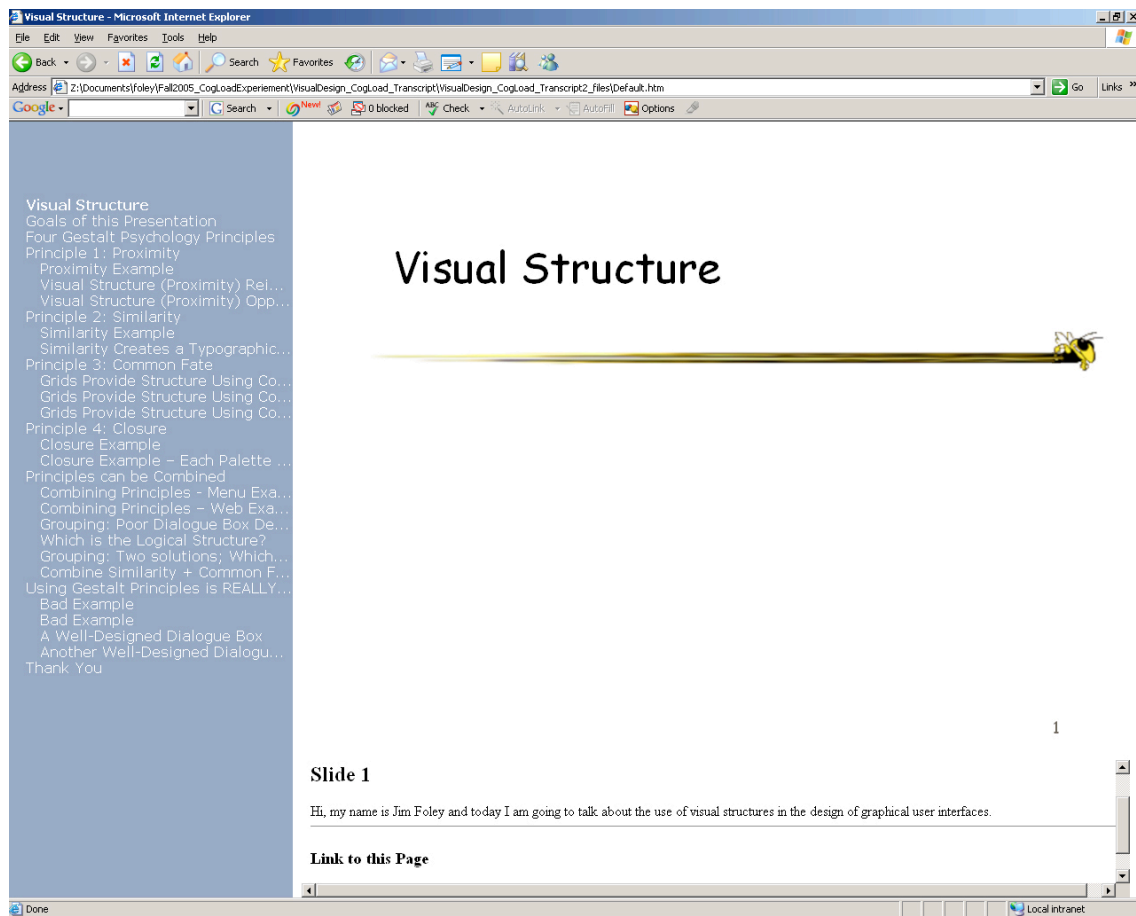 Visual Structure - Microsoft Internet Explorer
File Edit View Favorites Tools Help
Back Search Favorites
Address Z:\Documents\foley\Fall2005_CogLoadExperiement\VisualDesign_CogLoad_Transcript\VisualDesign_CogLoad_Transcript2_files\Default.htm Go Links »
Google Search New! 0 blocked ABC Check AutoLink AutoFill Options
Visual Structure
Goals of this Presentation
Four Gestalt Psychology Principles
Principle 1: Proximity
Proximity Example
Visual Structure (Proximity) Rei...
Visual Structure (Proximity) Opp...
Principle 2: Similarity
Similarity Example
Similarity Creates a Typographic...
Principle 3: Common Fate
Grids Provide Structure Using Co...
Grids Provide Structure Using Co...
Grids Provide Structure Using Co...
Principle 4: Closure
Closure Example
Closure Example – Each Palette ...
Principles can be Combined
Combining Principles - Menu Exa...
Combining Principles – Web Exa...
Grouping: Poor Dialogue Box De...
Which is the Logical Structure?
Grouping: Two solutions; Which...
Combine Similarity + Common F...
Using Gestalt Principles is REALLY...
Bad Example
Bad Example
A Well-Designed Dialogue Box
Another Well-Designed Dialogu...
Thank You
Visual Structure
1
Slide 1
Hi, my name is Jim Foley and today I am going to talk about the use of visual structures in the design of graphical user interfaces.
Link to this Page
Done Local intranet